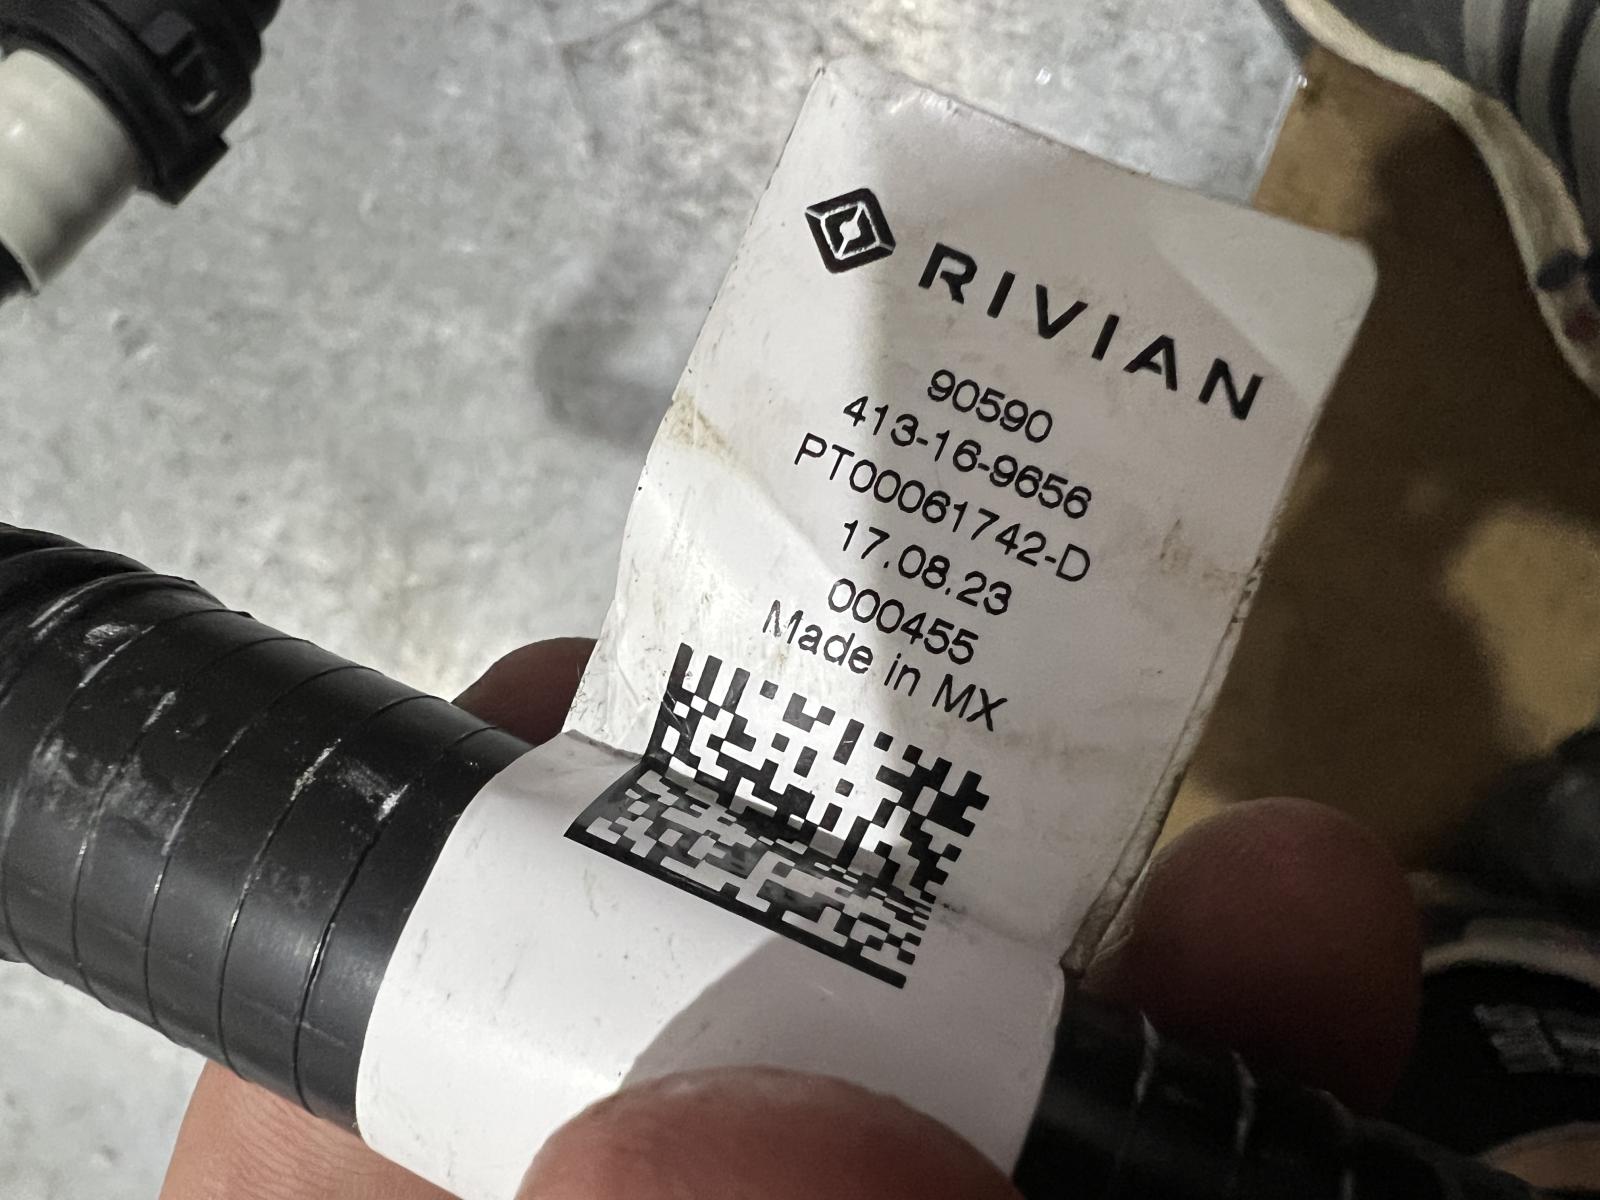 RIVIAN
90590
413-16-9656
PT00061742-D
17.08.23
000455
Made in MX